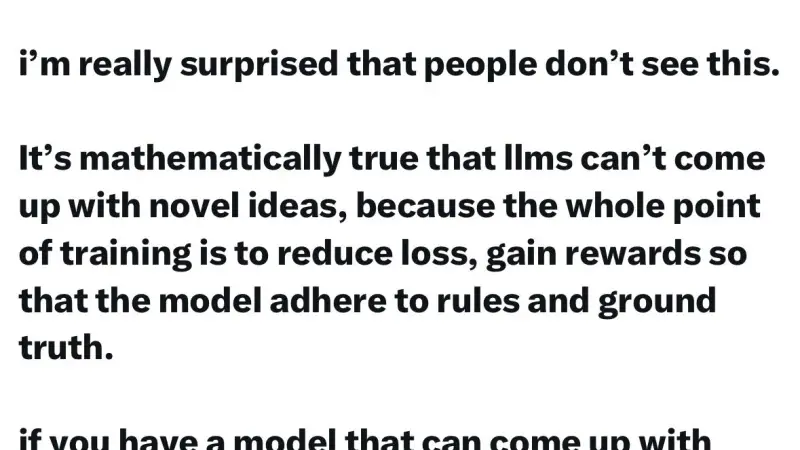 i’m really surprised that people don’t see this.
It’s mathematically true that llms can’t come
up with novel ideas, because the whole point
of training is to reduce loss, gain rewards so
that the model adhere to rules and ground
truth.
if you have a model that can come up with